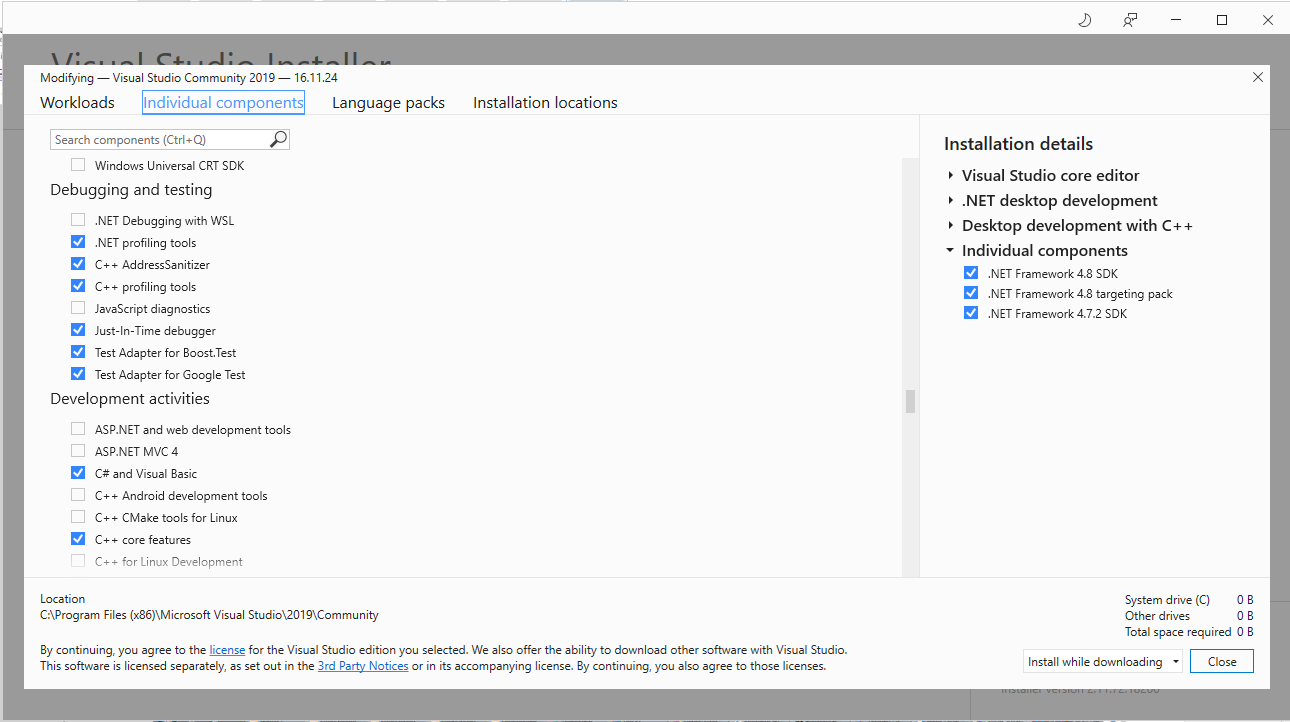 Visual Studio Installer
Modifying — Visual Studio Community 2019 — 16.11.24
Workloads
Individual components
Language packs
Installation locations
Search components (Ctrl+Q)
Windows Universal CRT SDK
Debugging and testing
.NET Debugging with WSL
.NET profiling tools
C++ AddressSanitizer
C++ profiling tools
JavaScript diagnostics
Just-In-Time debugger
Test Adapter for Boost.Test
Test Adapter for Google Test
Development activities
ASP.NET and web development tools
ASP.NET MVC 4
C# and Visual Basic
C++ Android development tools
C++ CMake tools for Linux
C++ core features
C++ for Linux Development
Installation details
Visual Studio core editor
.NET desktop development
Desktop development with C++
Individual components
.NET Framework 4.8 SDK
.NET Framework 4.8 targeting pack
.NET Framework 4.7.2 SDK
Location
C:\Program Files (x86)\Microsoft Visual Studio\2019\Community
By continuing, you agree to the license for the Visual Studio edition you selected. We also offer the ability to download other software with Visual Studio.
This software is licensed separately, as set out in the 3rd Party Notices or in its accompanying license. By continuing, you also agree to those licenses.
System drive (C) 0 B
Other drives 0 B
Total space required 0 B
Install while downloading
Close